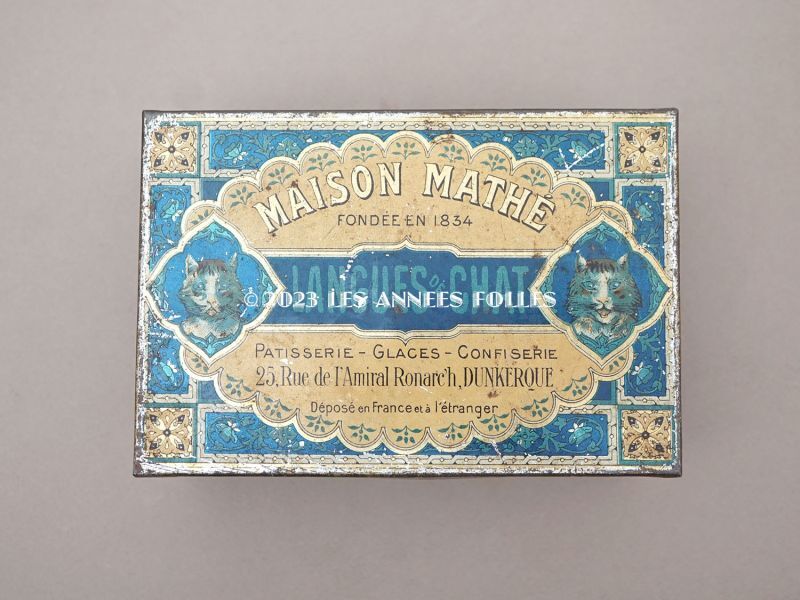 MAISON MATHÉ
FONDÉE EN 1834
LANGUES DE CHAT
©2023 LES ANNEES FOLLES
PATISSERIE - GLACES - CONFISERIE
25, Rue de l'Amiral Ronarc'h, DUNKERQUE
Déposé en France et à l'étranger